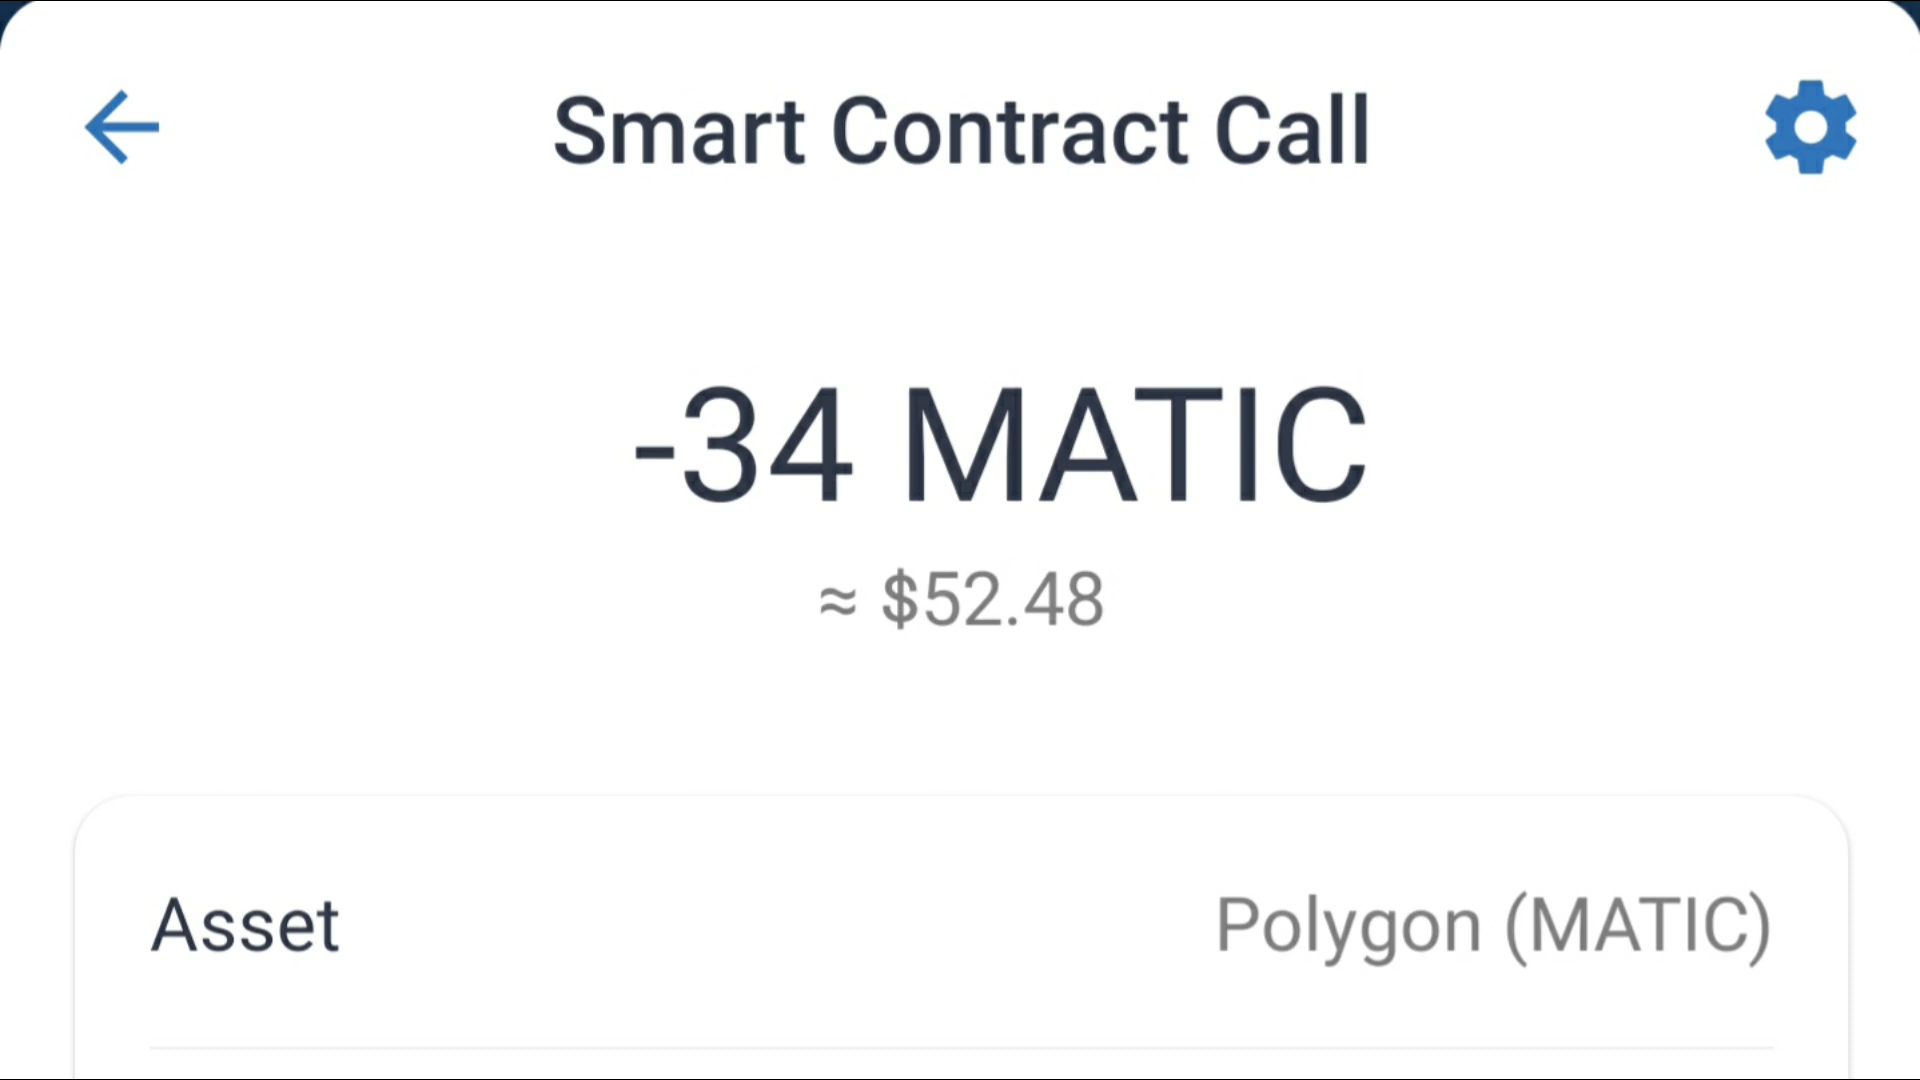 Smart Contract Call
-34 MATIC
≈ $52.48
Asset Polygon (MATIC)